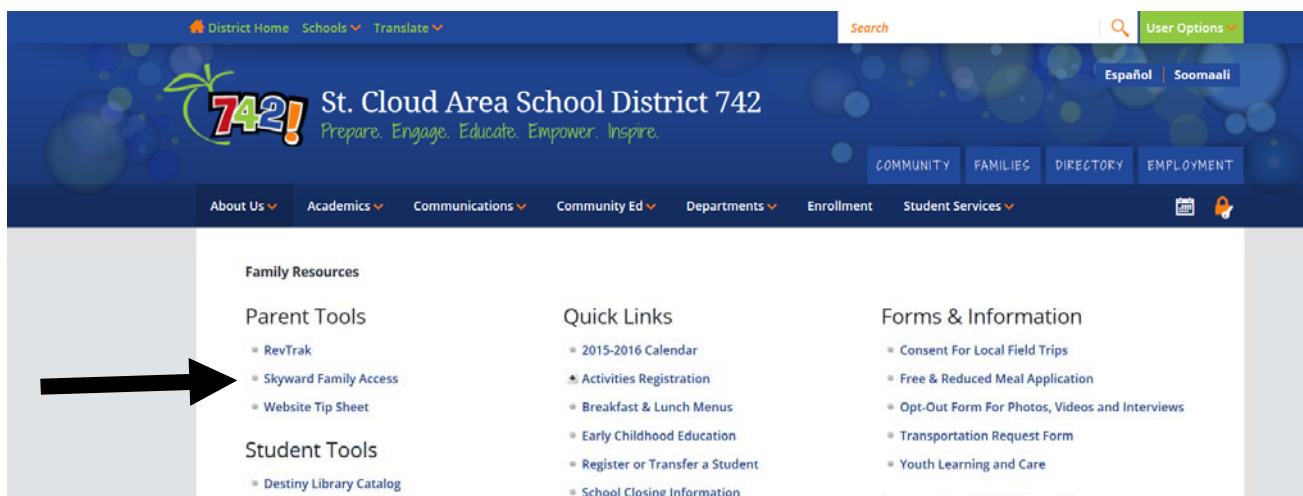 District Home Schools Translate Search User Options
Español Soomaali
742!
St. Cloud Area School District 742
Prepare. Engage. Educate. Empower. Inspire.
COMMUNITY FAMILIES DIRECTORY EMPLOYMENT
About Us Academics Communications Community Ed Departments Enrollment Student Services
Family Resources
Parent Tools
RevTrak
Skyward Family Access
Website Tip Sheet
Student Tools
Destiny Library Catalog
Quick Links
2015-2016 Calendar
Activities Registration
Breakfast & Lunch Menus
Early Childhood Education
Register or Transfer a Student
School Closing Information
Forms & Information
Consent For Local Field Trips
Free & Reduced Meal Application
Opt-Out Form For Photos, Videos and Interviews
Transportation Request Form
Youth Learning and Care